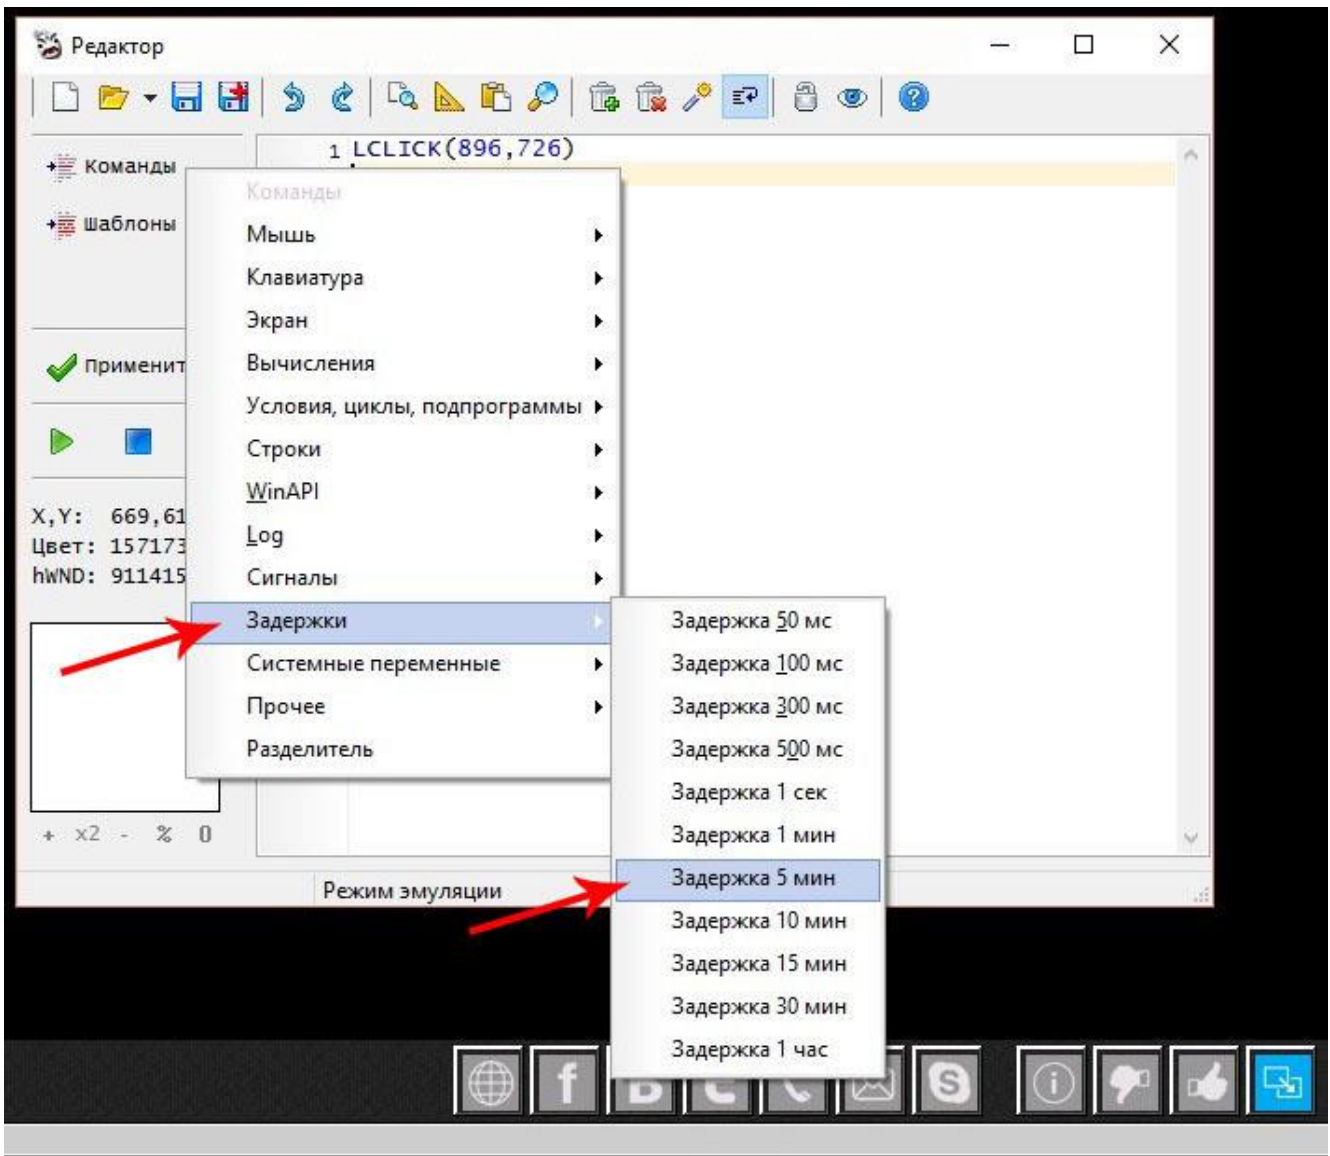 Редактор
1 LCLICK(896,726)
Команды
Шаблоны
Применит
X,Y: 669,61
Цвет: 157173
hWND: 911415
+ x2 - % 0
Режим эмуляции
Команды
Мышь
Клавиатура
Экран
Вычисления
Условия, циклы, подпрограммы
Строки
WinAPI
Log
Сигналы
Задержки
Системные переменные
Прочее
Разделитель
Задержка 50 мс
Задержка 100 мс
Задержка 300 мс
Задержка 500 мс
Задержка 1 сек
Задержка 1 мин
Задержка 5 мин
Задержка 10 мин
Задержка 15 мин
Задержка 30 мин
Задержка 1 час